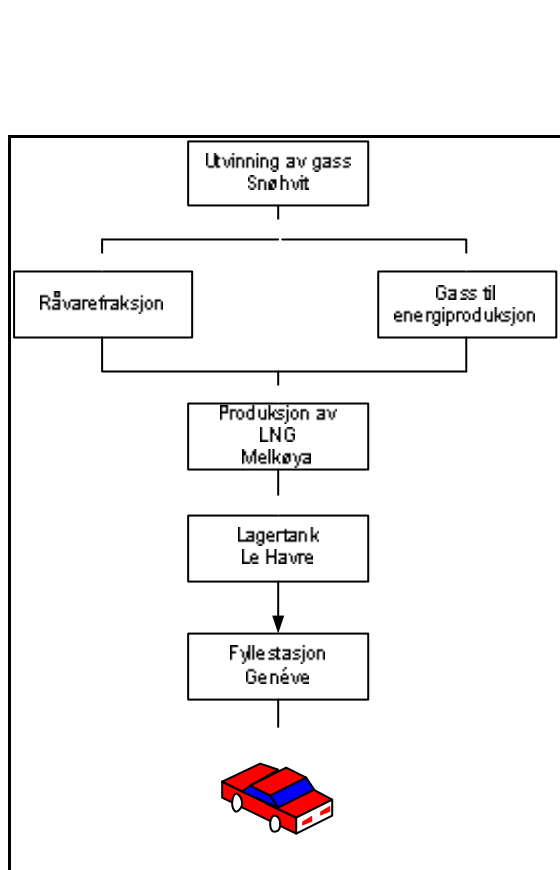 Utvinning av gass
Snøhvit
Råvarefraksjon
Gass til
energiproduksjon
Produksjon av
LNG
Melkøya
Lagertank
Le Havre
Fyllestasjon
Genéve